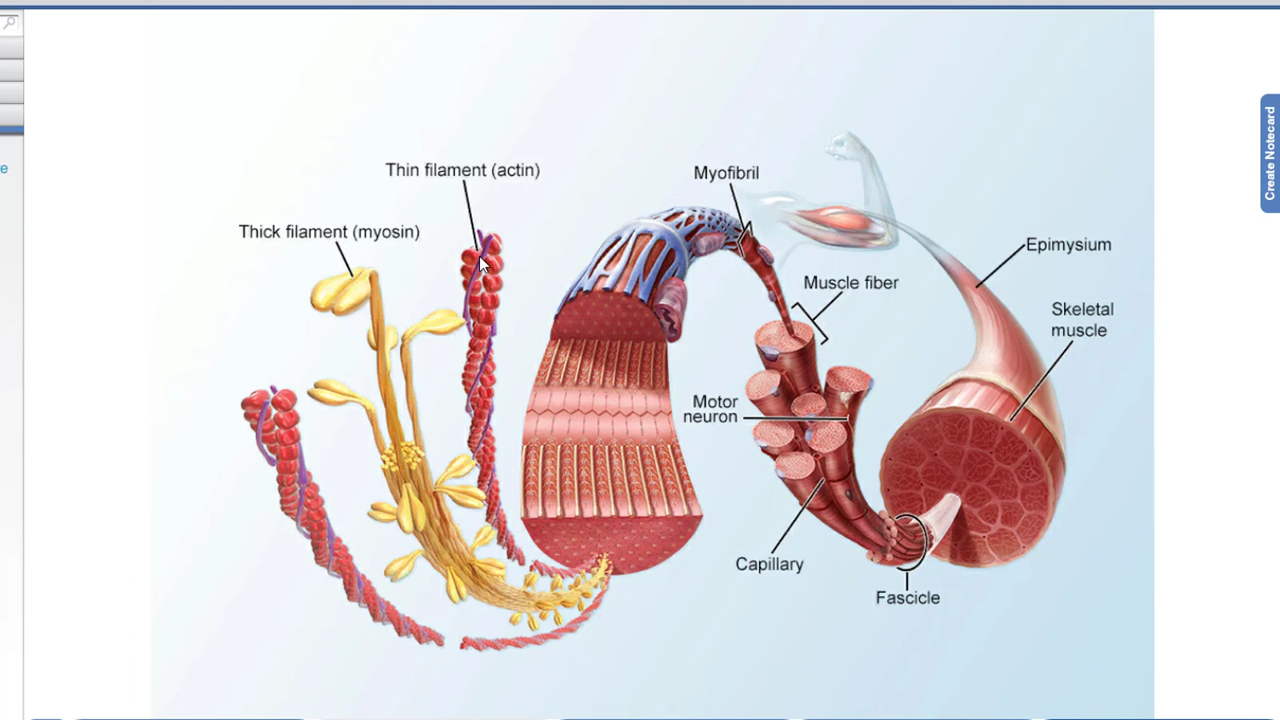 Thin filament (actin)
Thick filament (myosin)
Myofibril
Epimysium
Muscle fiber
Skeletal
muscle
Motor
neuron
Capillary
Fascicle
Create Notecard